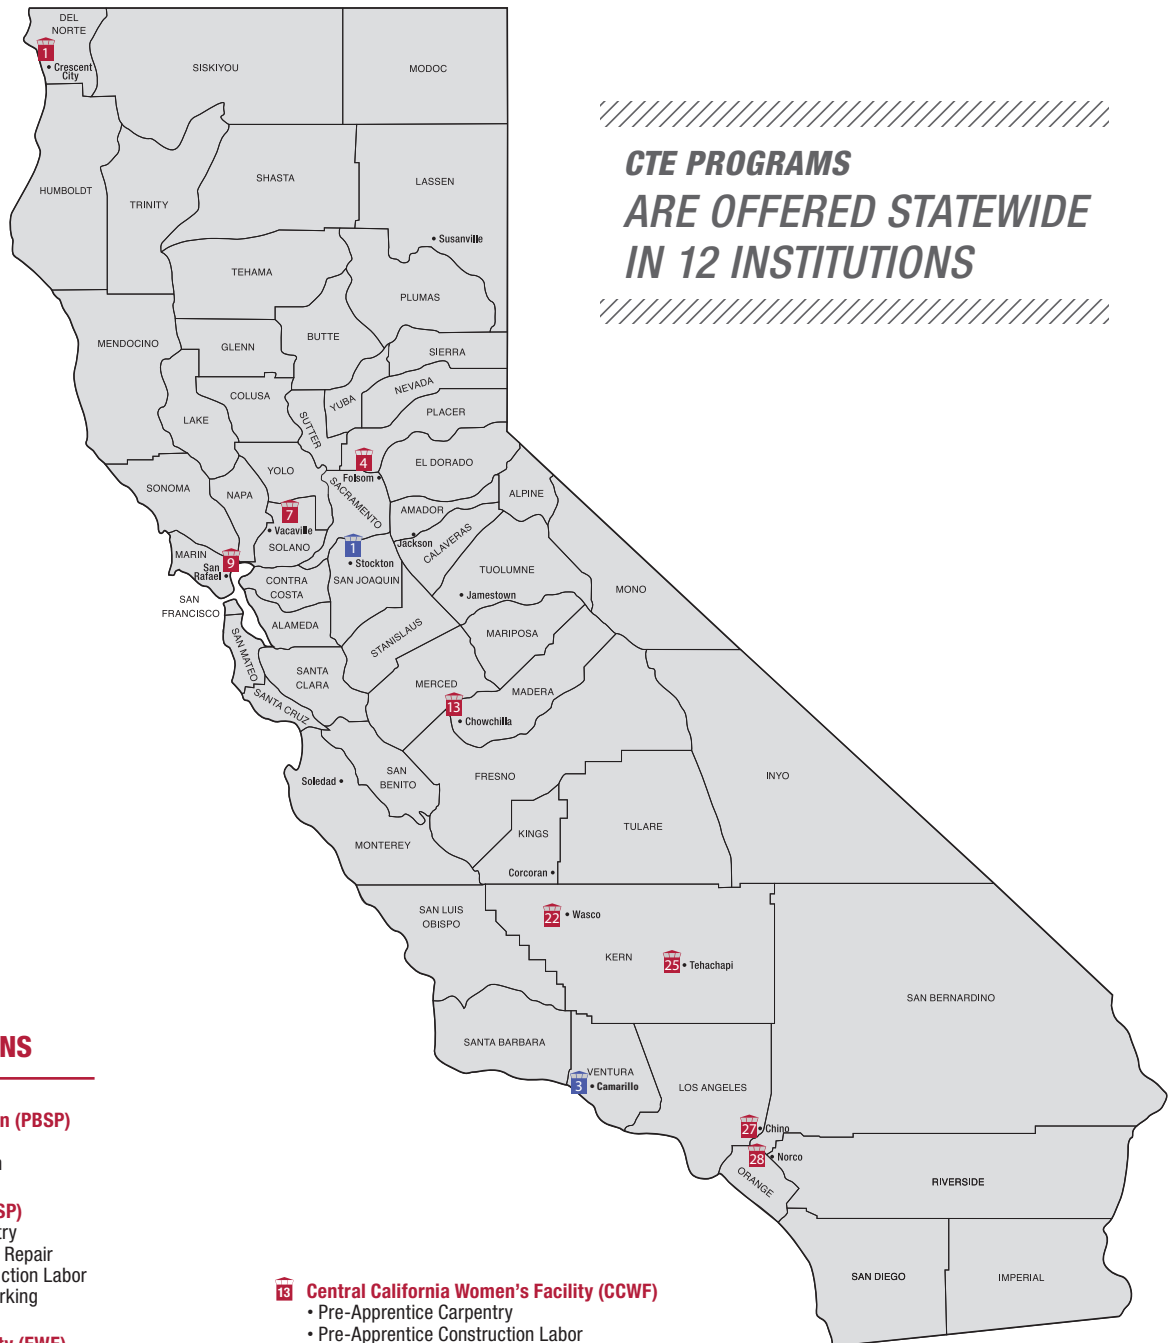 DEL
NORTE
1
Crescent
City
SISKIYOU
MODOC
CTE PROGRAMS
ARE OFFERED STATEWIDE
IN 12 INSTITUTIONS
HUMBOLDT
TRINITY
SHASTA
LASSEN
• Susanville
TEHAMA
PLUMAS
MENDOCINO
GLENN
BUTTE
SIERRA
NEVADA
YUBA
COLUSA
SUTTER
PLACER
LAKE
4
EL DORADO
Folsom •
YOLO
SACRAMENTO
SONOMA
NAPA
ALPINE
7
• Vacaville
AMADOR
Jackson
CALAVERAS
SOLANO
1
• Stockton
MARIN
9
San
Rafael •
CONTRA
COSTA
SAN JOAQUIN
TUOLUMNE
MONO
• Jamestown
SAN
FRANCISCO
ALAMEDA
STANISLAUS
MARIPOSA
SAN MATEO
SANTA
CLARA
MERCED
MADERA
SANTA CRUZ
13
• Chowchilla
Soledad •
SAN
BENITO
FRESNO
INYO
KINGS
TULARE
MONTEREY
Corcoran •
SAN LUIS
OBISPO
22
• Wasco
KERN
25
• Tehachapi
SAN BERNARDINO
SANTA BARBARA
VENTURA
3
• Camarillo
LOS ANGELES
27
• Chino
28
• Norco
ORANGE
RIVERSIDE
SAN DIEGO
IMPERIAL
NS
n (PBSP)
n
SP)
try
Repair
ction Labor
rking
ty (FWF)
13 Central California Women's Facility (CCWF)
• Pre-Apprentice Carpentry
• Pre-Apprentice Construction Labor